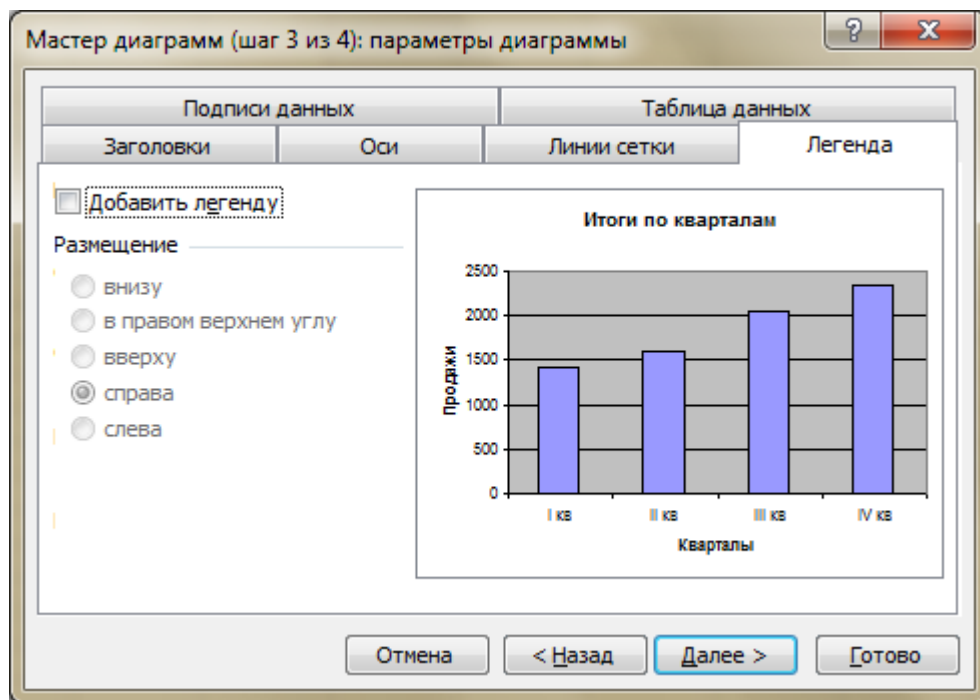 Мастер диаграмм (шаг 3 из 4): параметры диаграммы
Подписи данных
Таблица данных
Заголовки
Оси
Линии сетки
Легенда
Добавить легенду
Размещение
внизу
в правом верхнем углу
вверху
справа
слева
Итоги по кварталам
Продажи
2500
2000
1500
1000
500
0
I кв
II кв
III кв
IV кв
Кварталы
Отмена
< Назад
Далее >
Готово